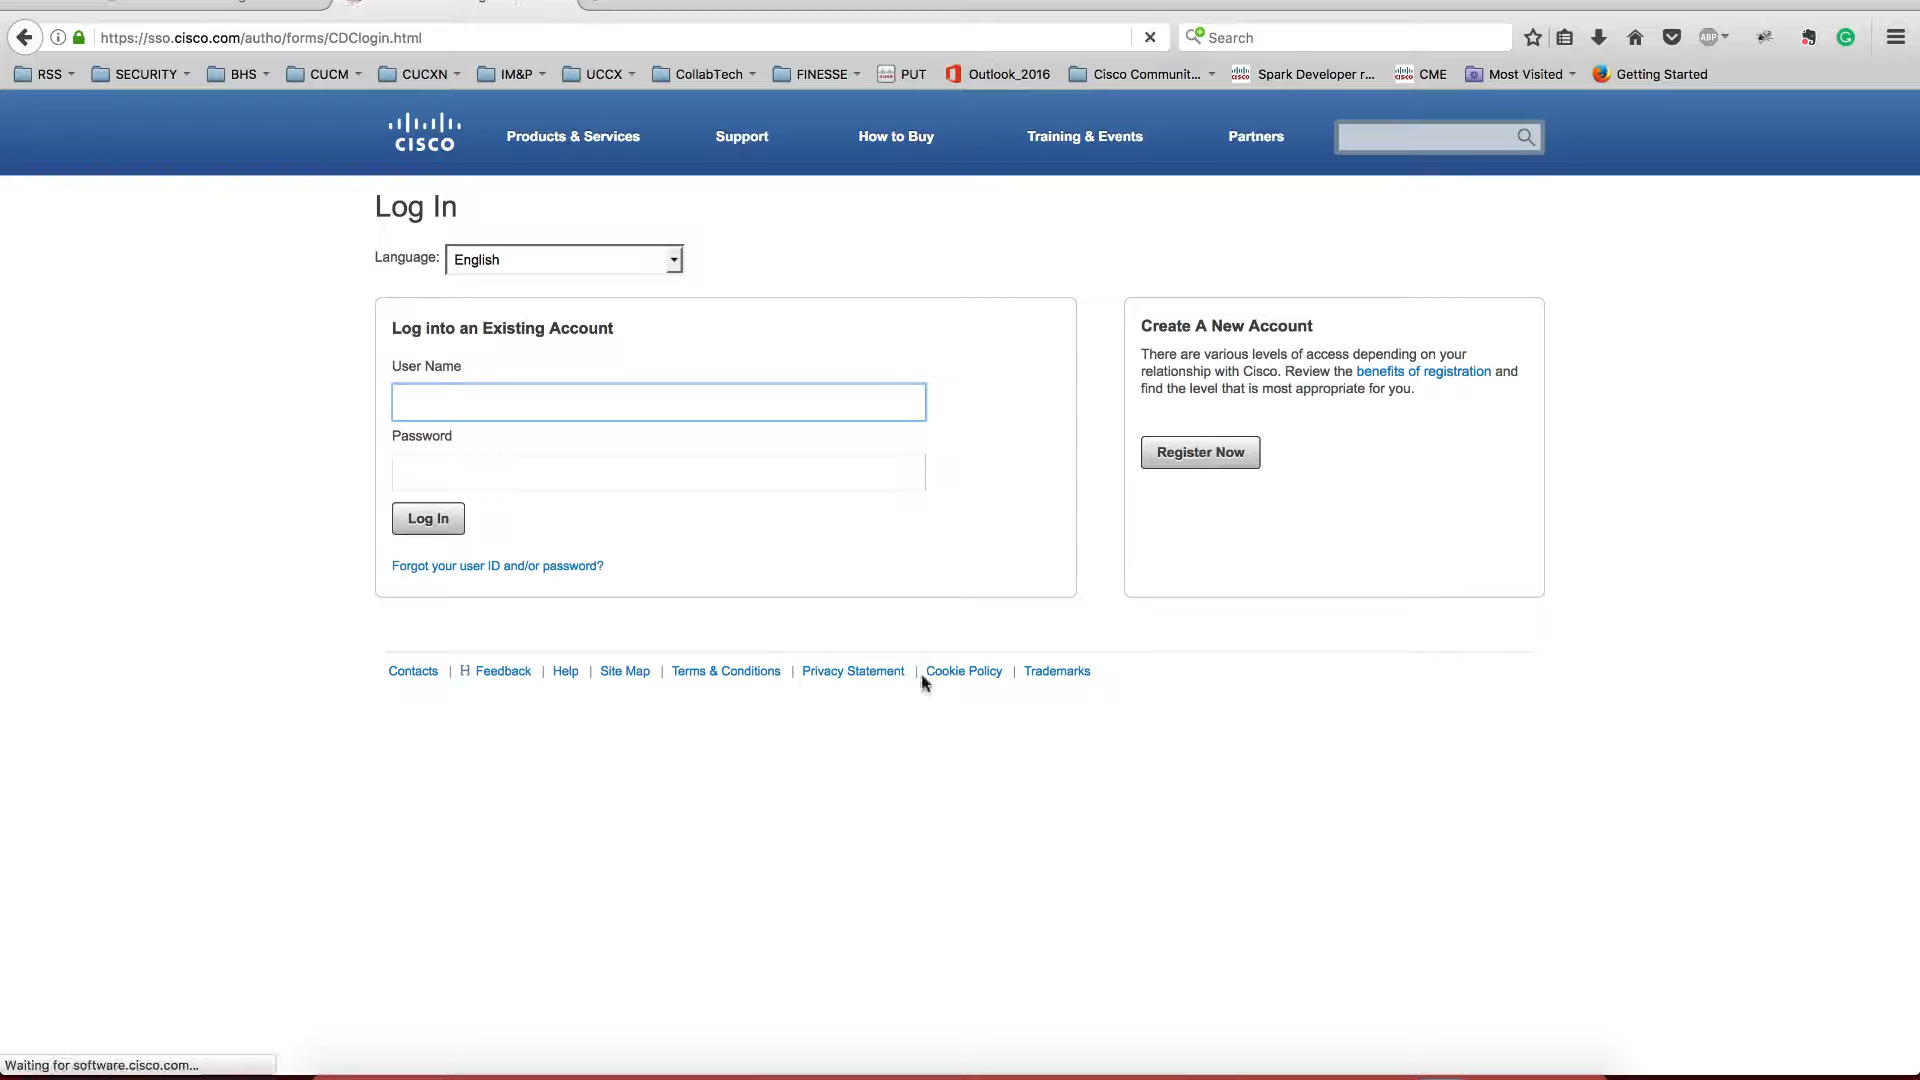 https://sso.cisco.com/autho/forms/CDClogin.html
Search
ABP
RSS
SECURITY
BHS
CUCM
CUCXN
IM&P
UCCX
CollabTech
FINESSE
PUT
Outlook_2016
Cisco Communit...
Spark Developer r...
CME
Most Visited
Getting Started
CISCO
Products & Services
Support
How to Buy
Training & Events
Partners
Log In
Language: English
Log into an Existing Account
User Name
Password
Log In
Forgot your user ID and/or password?
Create A New Account
There are various levels of access depending on your
relationship with Cisco. Review the benefits of registration and
find the level that is most appropriate for you.
Register Now
Contacts | Feedback | Help | Site Map | Terms & Conditions | Privacy Statement | Cookie Policy | Trademarks
Waiting for software.cisco.com...